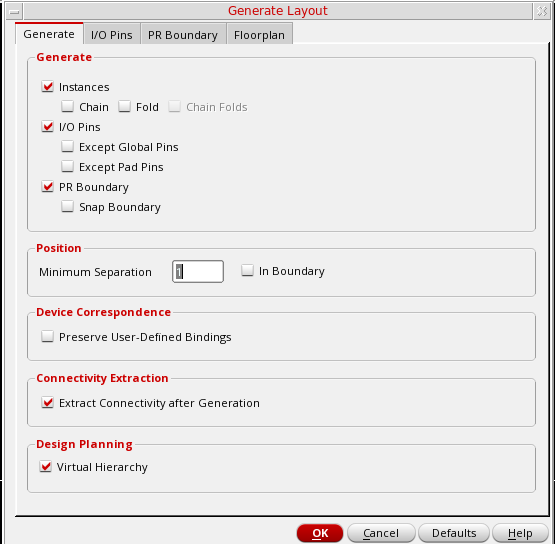 Generate Layout
Generate I/O Pins PR Boundary Floorplan
Generate
Instances
Chain Fold Chain Folds
I/O Pins
Except Global Pins
Except Pad Pins
PR Boundary
Snap Boundary
Position
Minimum Separation 1 In Boundary
Device Correspondence
Preserve User-Defined Bindings
Connectivity Extraction
Extract Connectivity after Generation
Design Planning
Virtual Hierarchy
OK Cancel Defaults Help